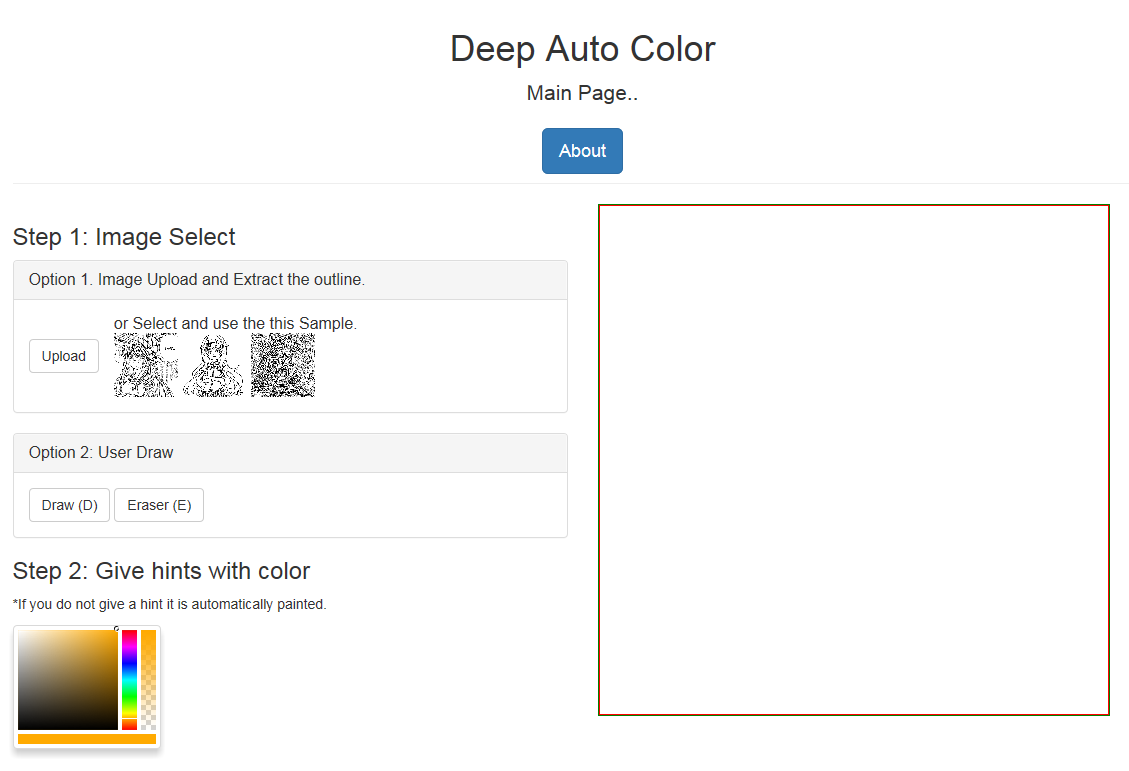 Deep Auto Color
Main Page..
About
Step 1: Image Select
Option 1. Image Upload and Extract the outline.
or Select and use the this Sample.
Upload
Option 2: User Draw
Draw (D) Eraser (E)
Step 2: Give hints with color
*If you do not give a hint it is automatically painted.